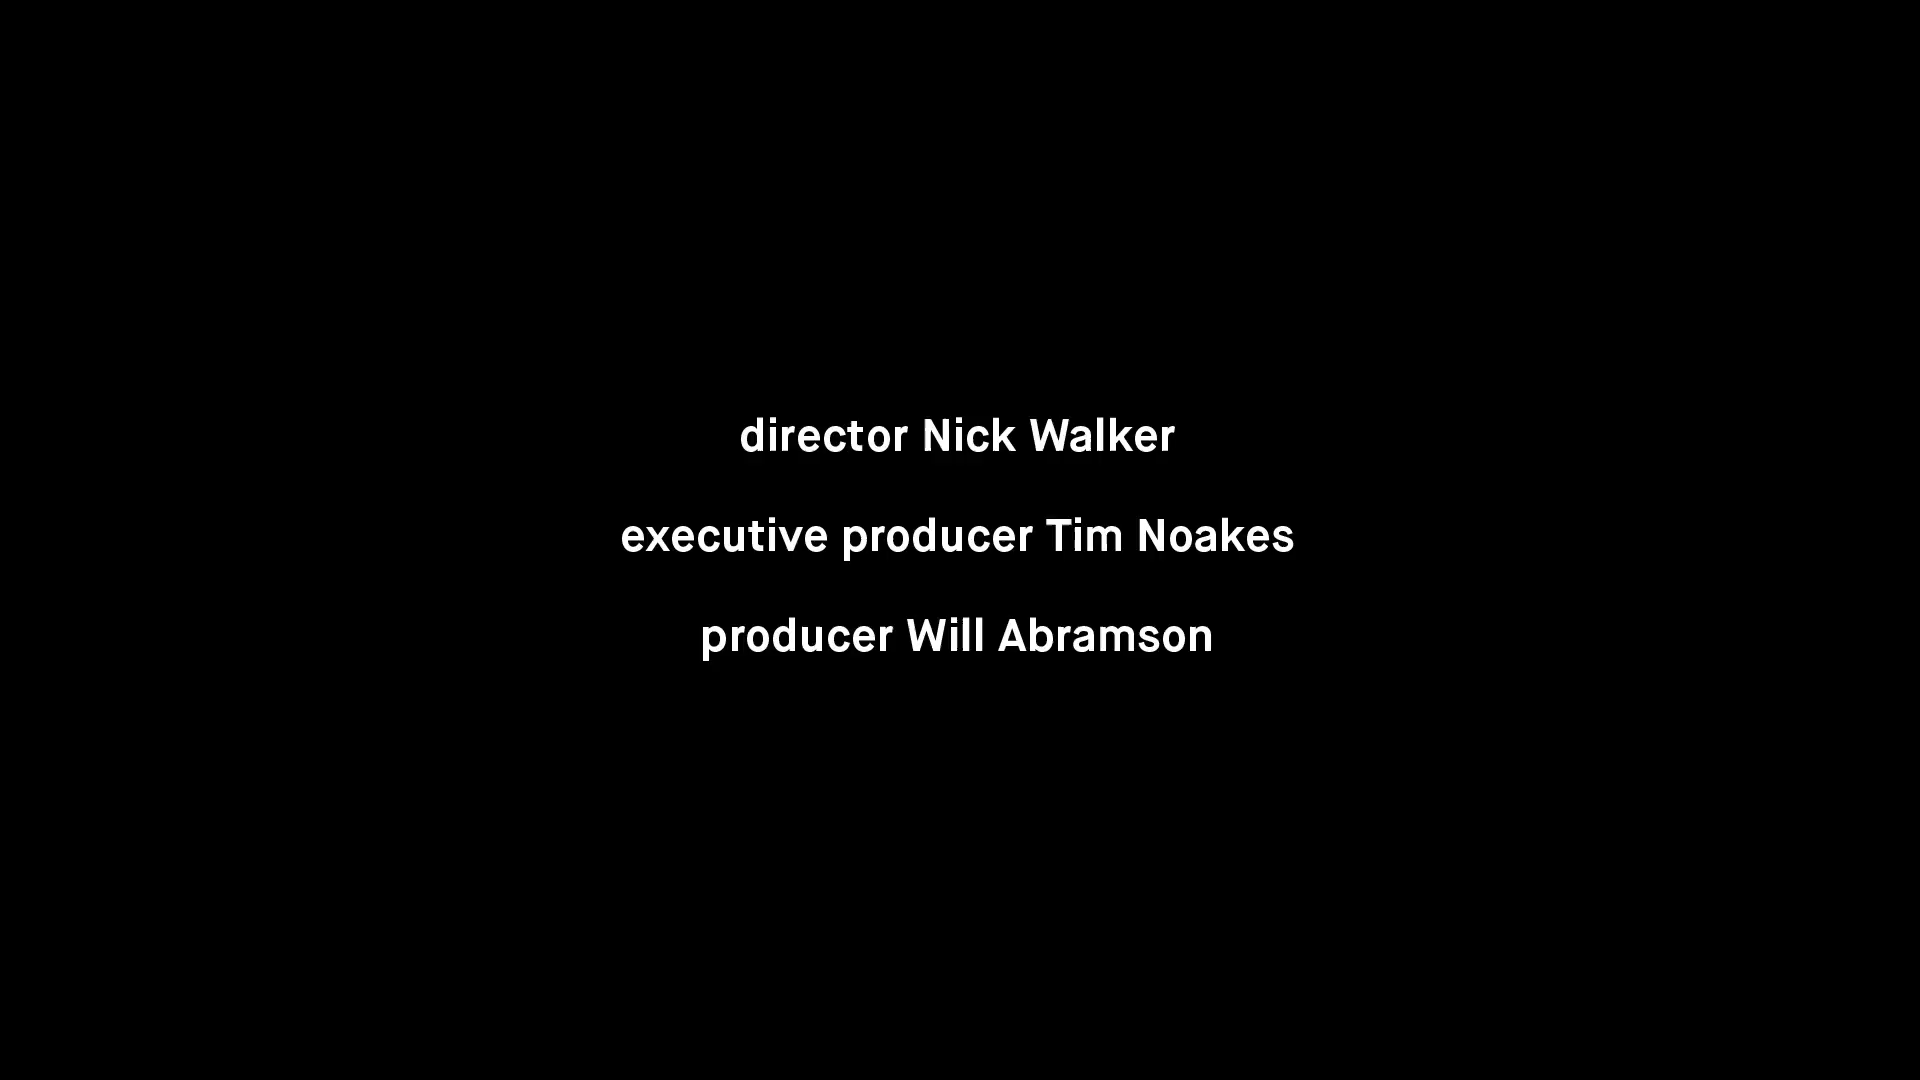 director Nick Walker
executive producer Tim Noakes
producer Will Abramson